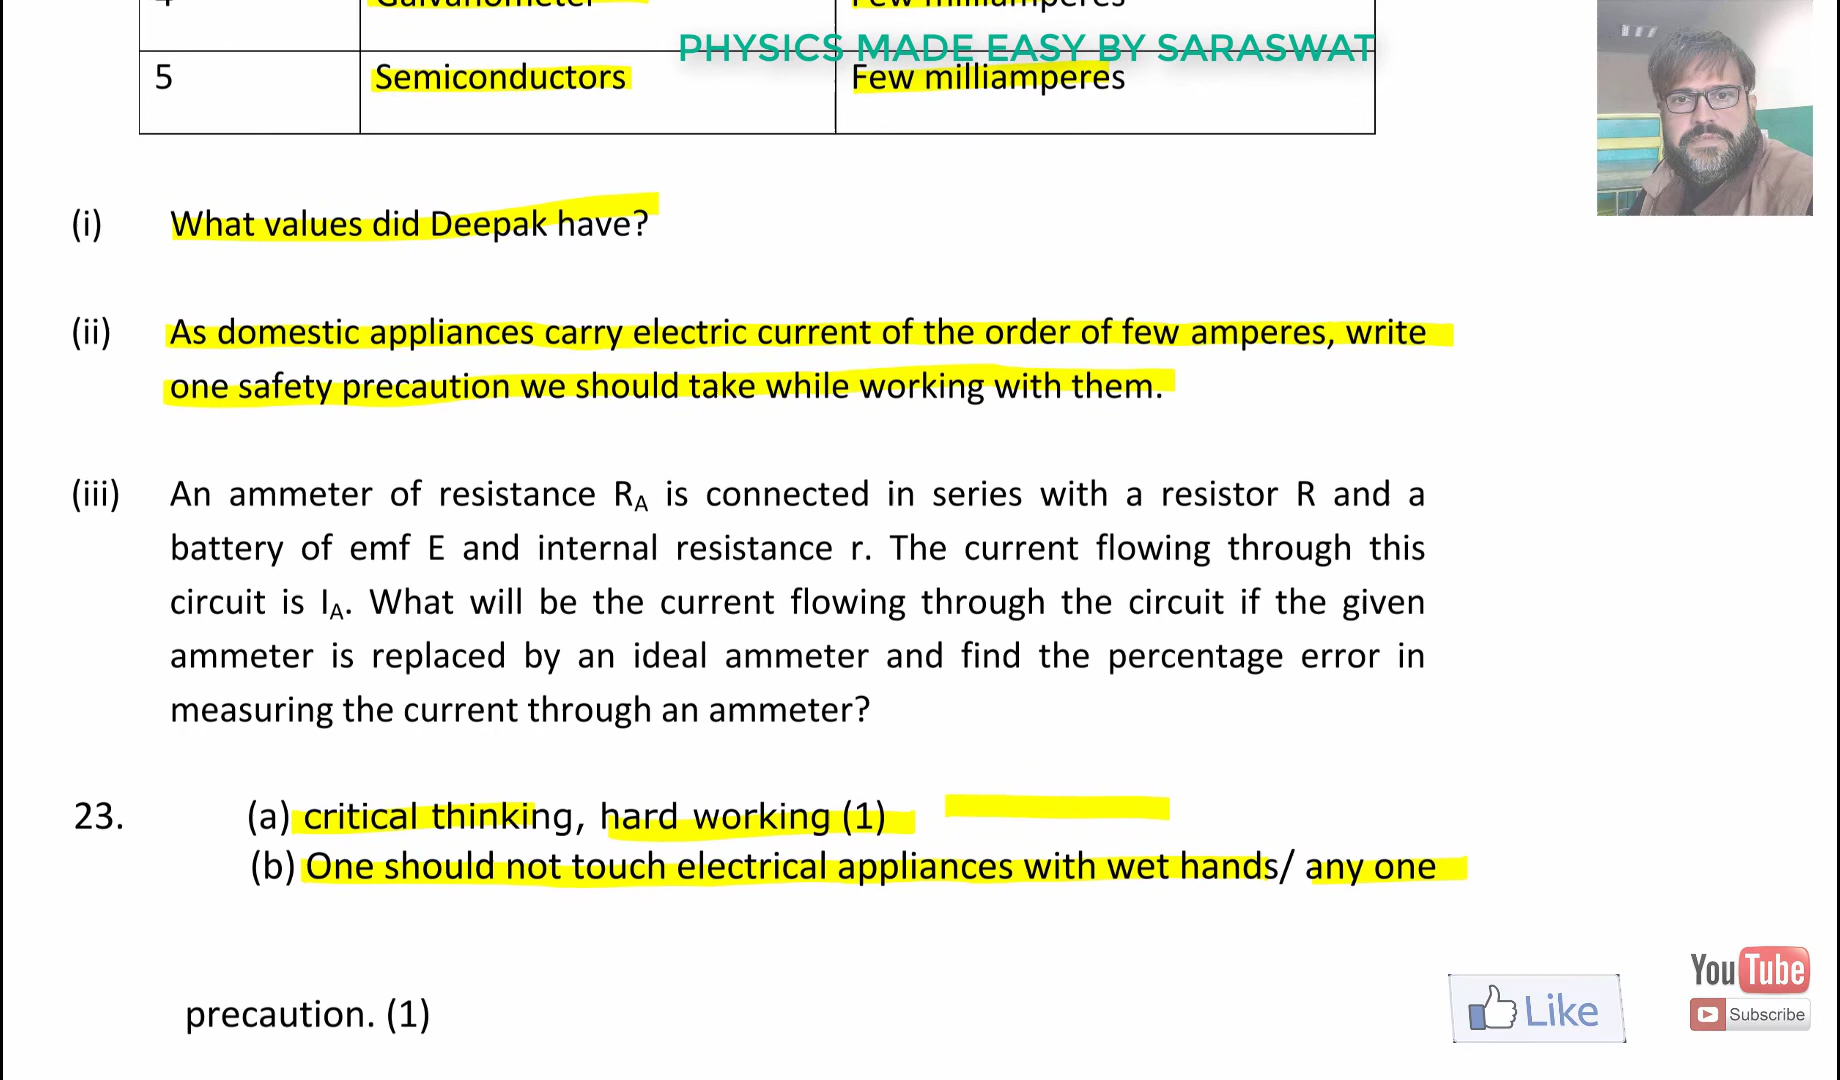 4 Galvanometer Few milliamperes
PHYSICS MADE EASY BY SARASWAT
5 Semiconductors Few milliamperes
(i) What values did Deepak have?
(ii) As domestic appliances carry electric current of the order of few amperes, write
one safety precaution we should take while working with them.
(iii) An ammeter of resistance R_A is connected in series with a resistor R and a
battery of emf E and internal resistance r. The current flowing through this
circuit is I_A. What will be the current flowing through the circuit if the given
ammeter is replaced by an ideal ammeter and find the percentage error in
measuring the current through an ammeter?
23. (a) critical thinking, hard working (1)
(b) One should not touch electrical appliances with wet hands/ any one
precaution. (1)
Like
YouTube
Subscribe